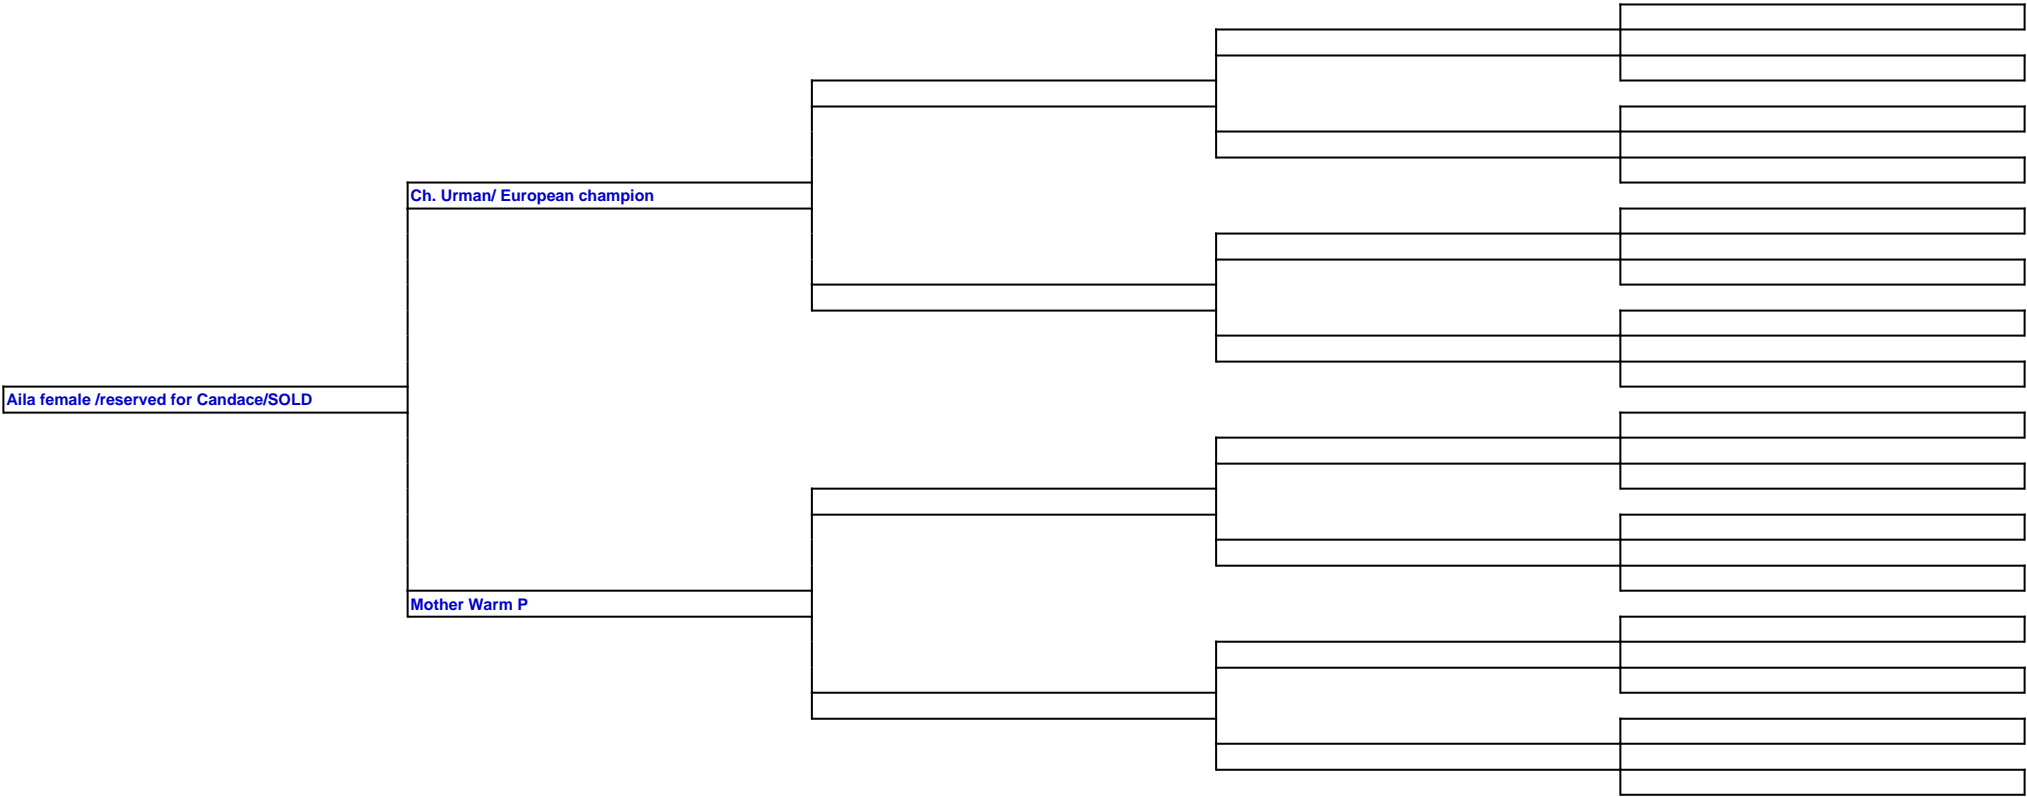 Ch. Urman/ European champion
Aila female /reserved for Candace/SOLD
Mother Warm P